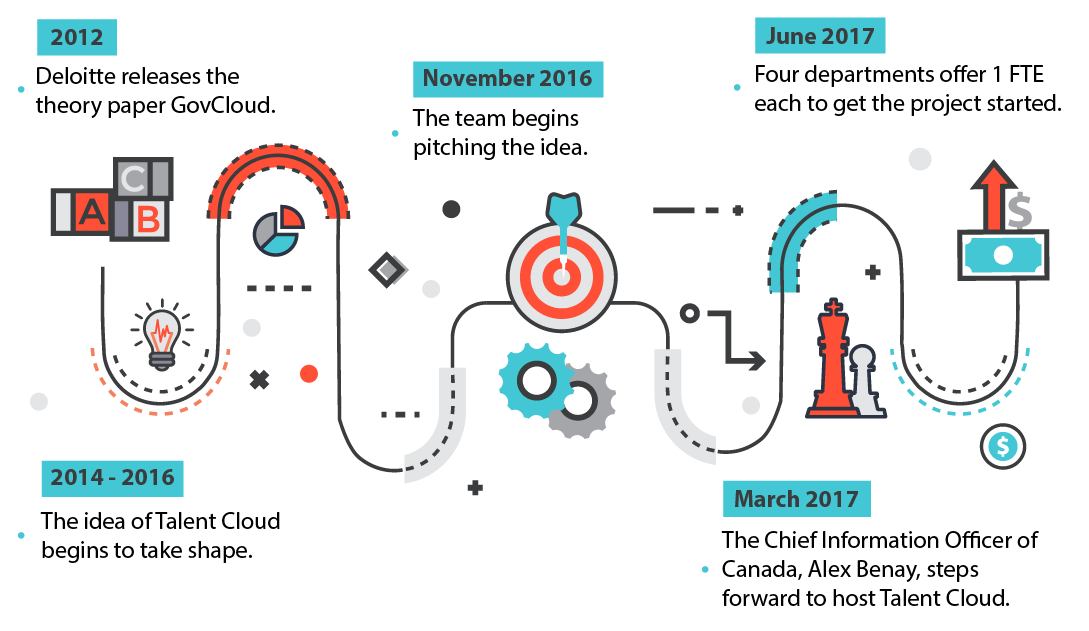 2012
Deloitte releases the
theory paper GovCloud.
A
B
C
2014 - 2016
The idea of Talent Cloud
begins to take shape.
November 2016
The team begins
pitching the idea.
March 2017
The Chief Information Officer of
Canada, Alex Benay, steps
forward to host Talent Cloud.
June 2017
Four departments offer 1 FTE
each to get the project started.
$
$